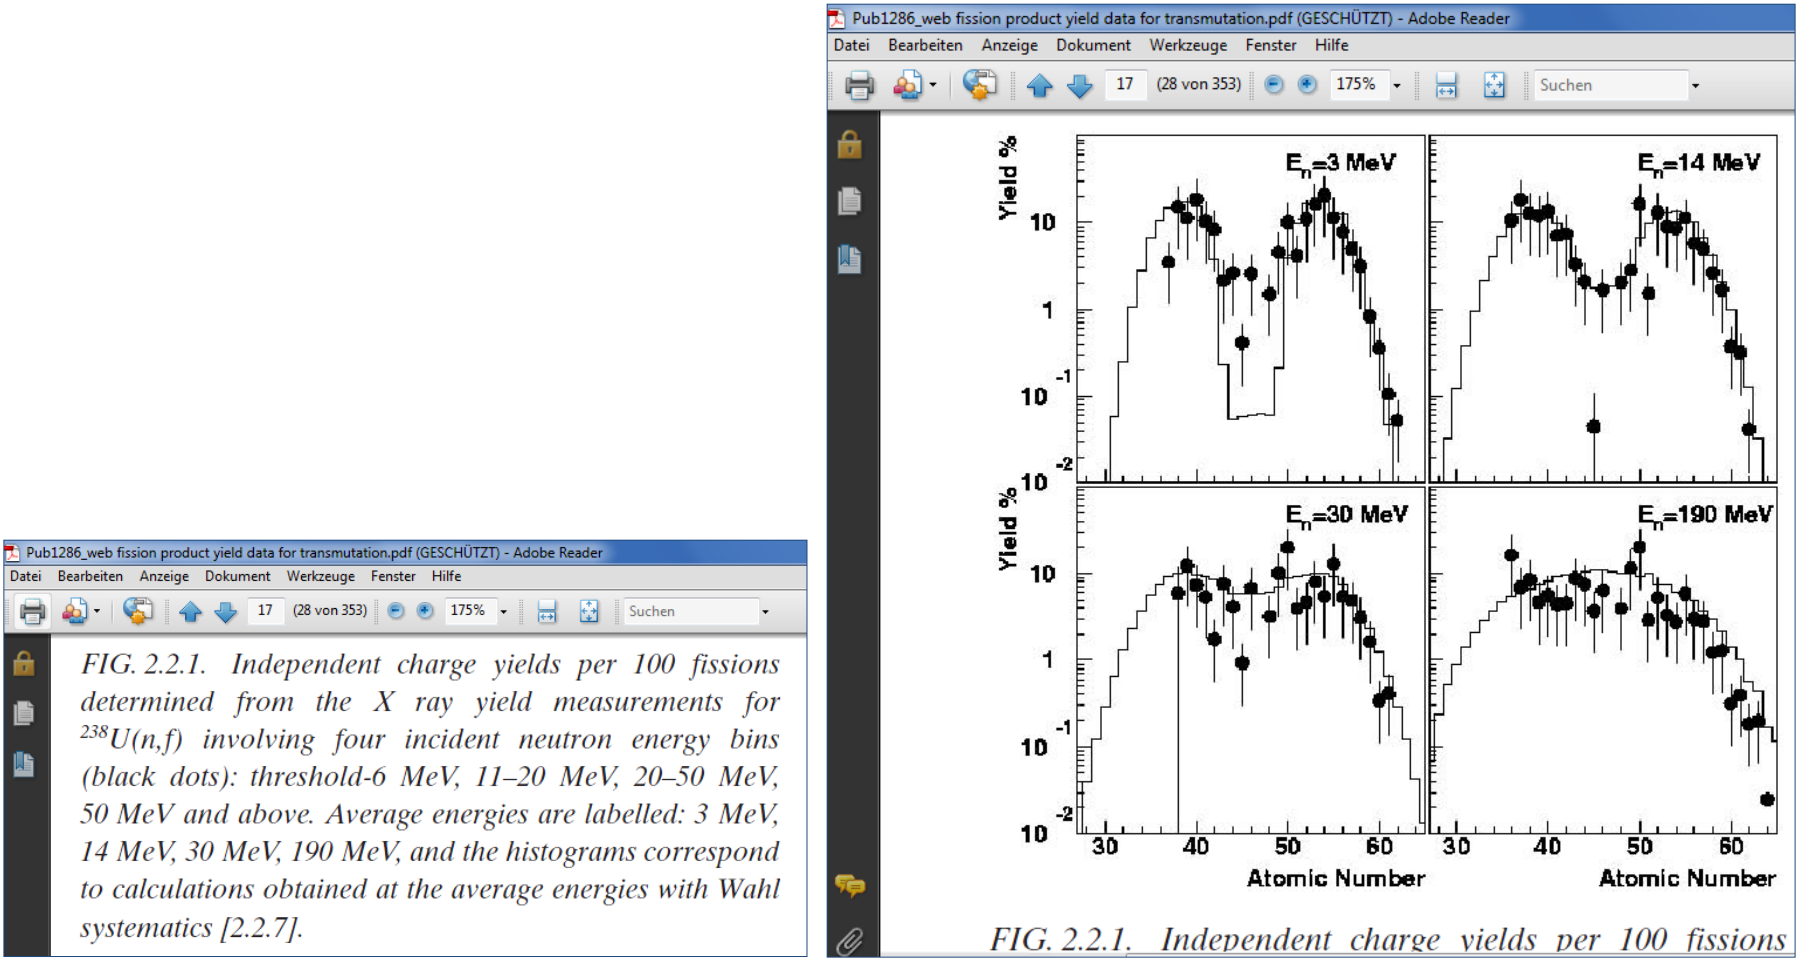 Pub1286_web fission product yield data for transmutation.pdf (GESCHÜTZT) - Adobe Reader
Datei Bearbeiten Anzeige Dokument Werkzeuge Fenster Hilfe
17 (28 von 353) 175% Suchen
FIG. 2.2.1. Independent charge yields per 100 fissions
determined from the X ray yield measurements for
²³⁸U(n,f) involving four incident neutron energy bins
(black dots): threshold-6 MeV, 11–20 MeV, 20–50 MeV,
50 MeV and above. Average energies are labelled: 3 MeV,
14 MeV, 30 MeV, 190 MeV, and the histograms correspond
to calculations obtained at the average energies with Wahl
systematics [2.2.7].
Pub1286_web fission product yield data for transmutation.pdf (GESCHÜTZT) - Adobe Reader
Datei Bearbeiten Anzeige Dokument Werkzeuge Fenster Hilfe
17 (28 von 353) 175% Suchen
Yield %
Eₙ=3 MeV
Eₙ=14 MeV
10
1
10⁻¹
10⁻²
Yield %
Eₙ=30 MeV
Eₙ=190 MeV
10
1
10⁻¹
10⁻²
30 40 50 60 30 40 50 60
Atomic Number Atomic Number
FIG. 2.2.1. Independent charge yields per 100 fissions